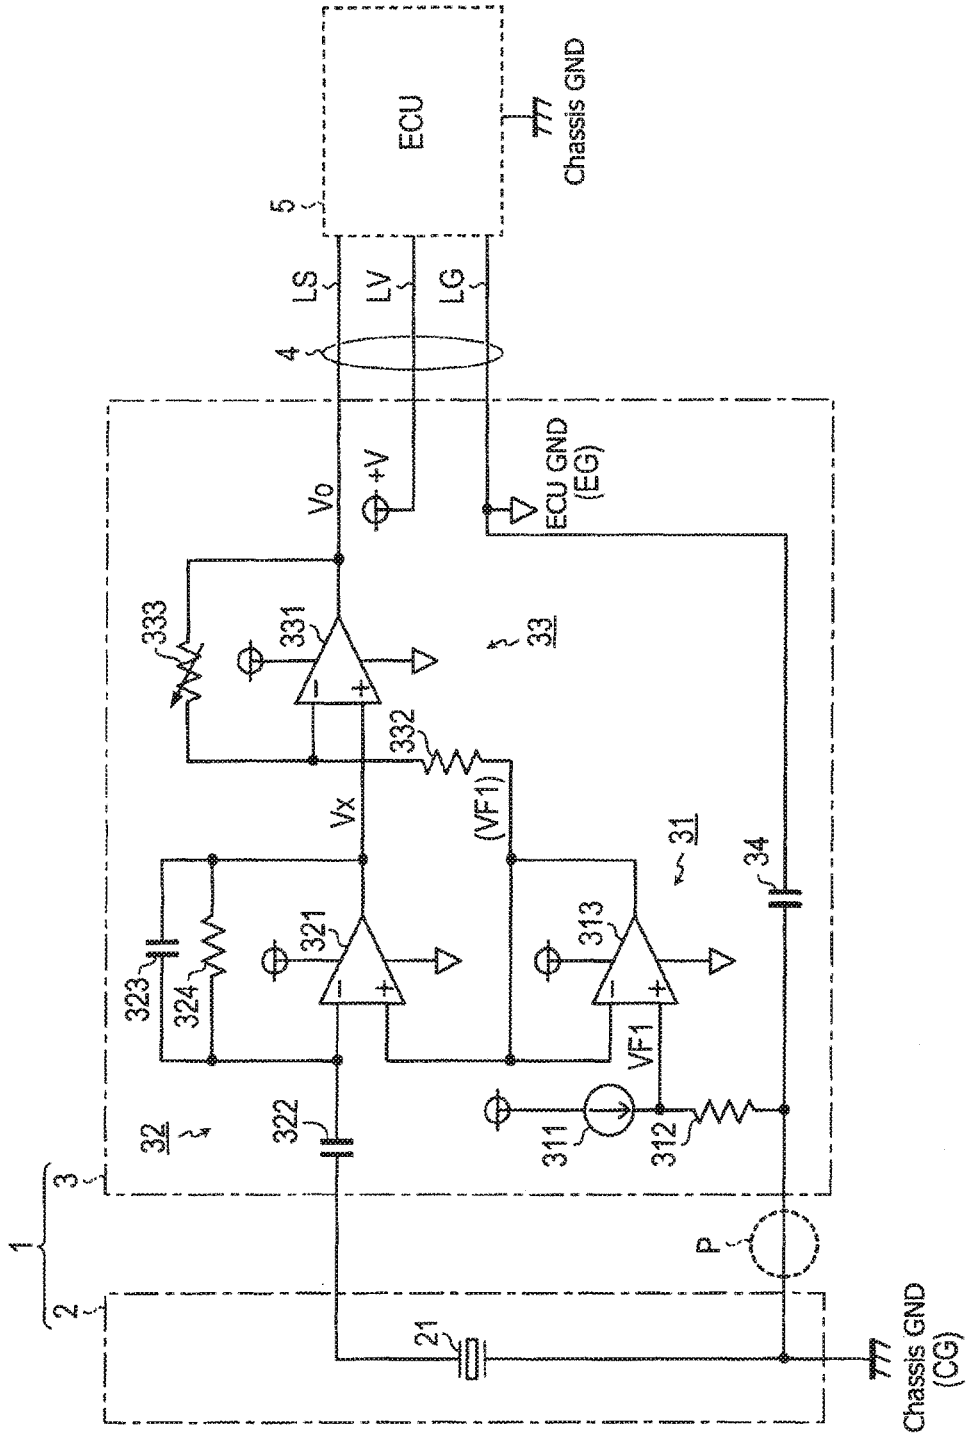 1
2
21
Chassis GND
(CG)
P
3
32
322
323
324
321
−
+
Vx
333
331
−
+
33
332
(VF1)
31
313
−
+
VF1
311
312
34
Vo
+V
ECU GND
(EG)
4
LS
LV
LG
5
ECU
Chassis GND